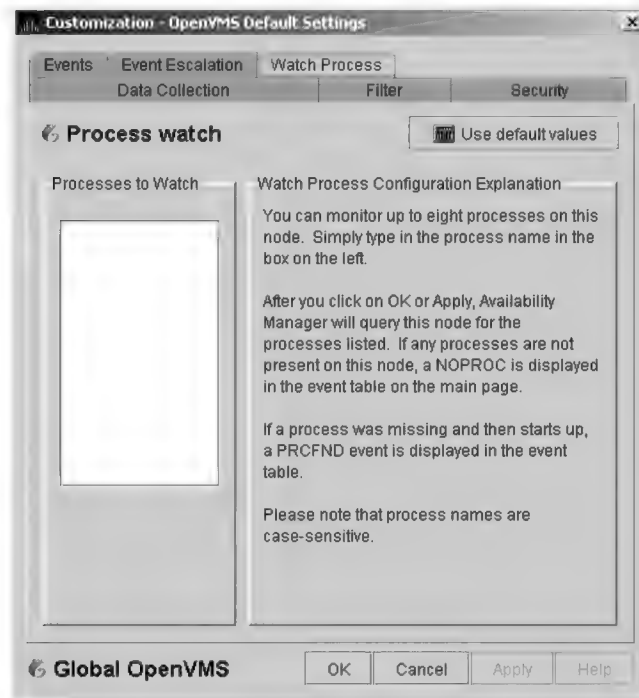 Customization - OpenVMS Default Settings
Events Event Escalation Watch Process
Data Collection Filter Security
Process watch
Use default values
Processes to Watch
Watch Process Configuration Explanation
You can monitor up to eight processes on this
node. Simply type in the process name in the
box on the left.
After you click on OK or Apply, Availability
Manager will query this node for the
processes listed. If any processes are not
present on this node, a NOPROC is displayed
in the event table on the main page.
If a process was missing and then starts up,
a PRCFND event is displayed in the event
table.
Please note that process names are
case-sensitive.
Global OpenVMS
OK Cancel Apply Help